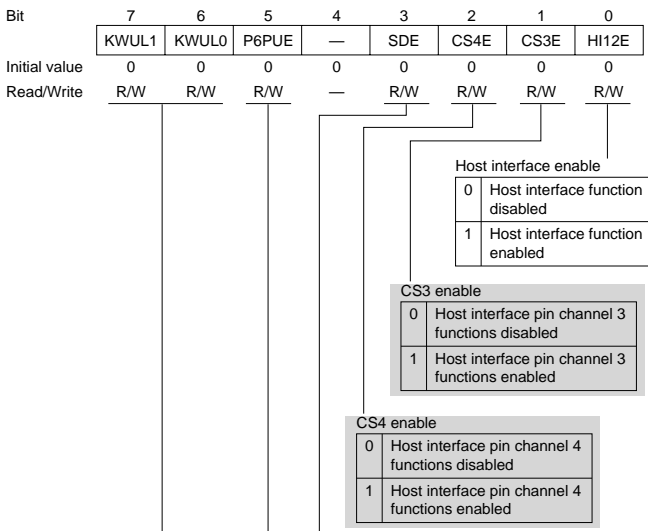 Bit 7 6 5 4 3 2 1 0
KWUL1 KWUL0 P6PUE — SDE CS4E CS3E HI12E
Initial value 0 0 0 0 0 0 0 0
Read/Write R/W R/W R/W — R/W R/W R/W R/W
Host interface enable
0 Host interface function
disabled
1 Host interface function
enabled
CS3 enable
0 Host interface pin channel 3
functions disabled
1 Host interface pin channel 3
functions enabled
CS4 enable
0 Host interface pin channel 4
functions disabled
1 Host interface pin channel 4
functions enabled